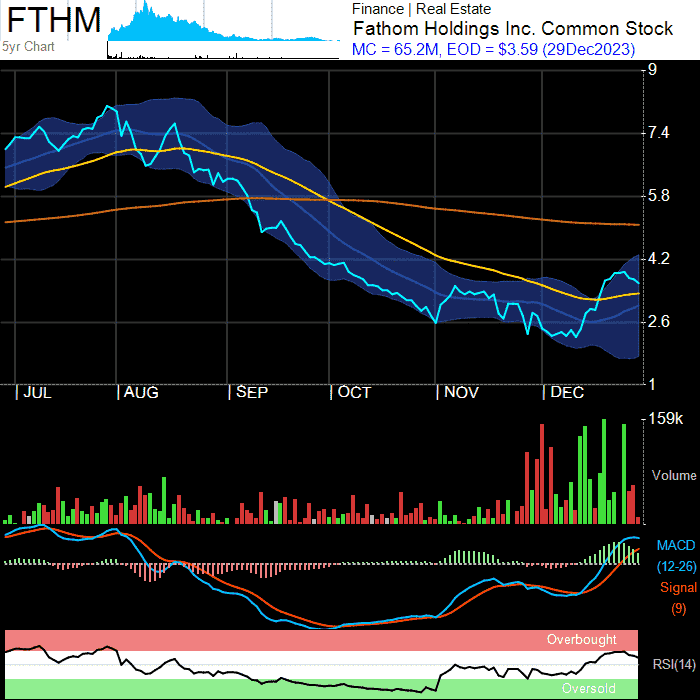 FTHM
5yr Chart
Finance | Real Estate
Fathom Holdings Inc. Common Stock
MC = 65.2M, EOD = $3.59 (29Dec2023)
9
7.4
5.8
4.2
2.6
1
| JUL | AUG | SEP | OCT | NOV | DEC
159k
Volume
MACD
(12-26)
Signal
(9)
Overbought
RSI(14)
Oversold